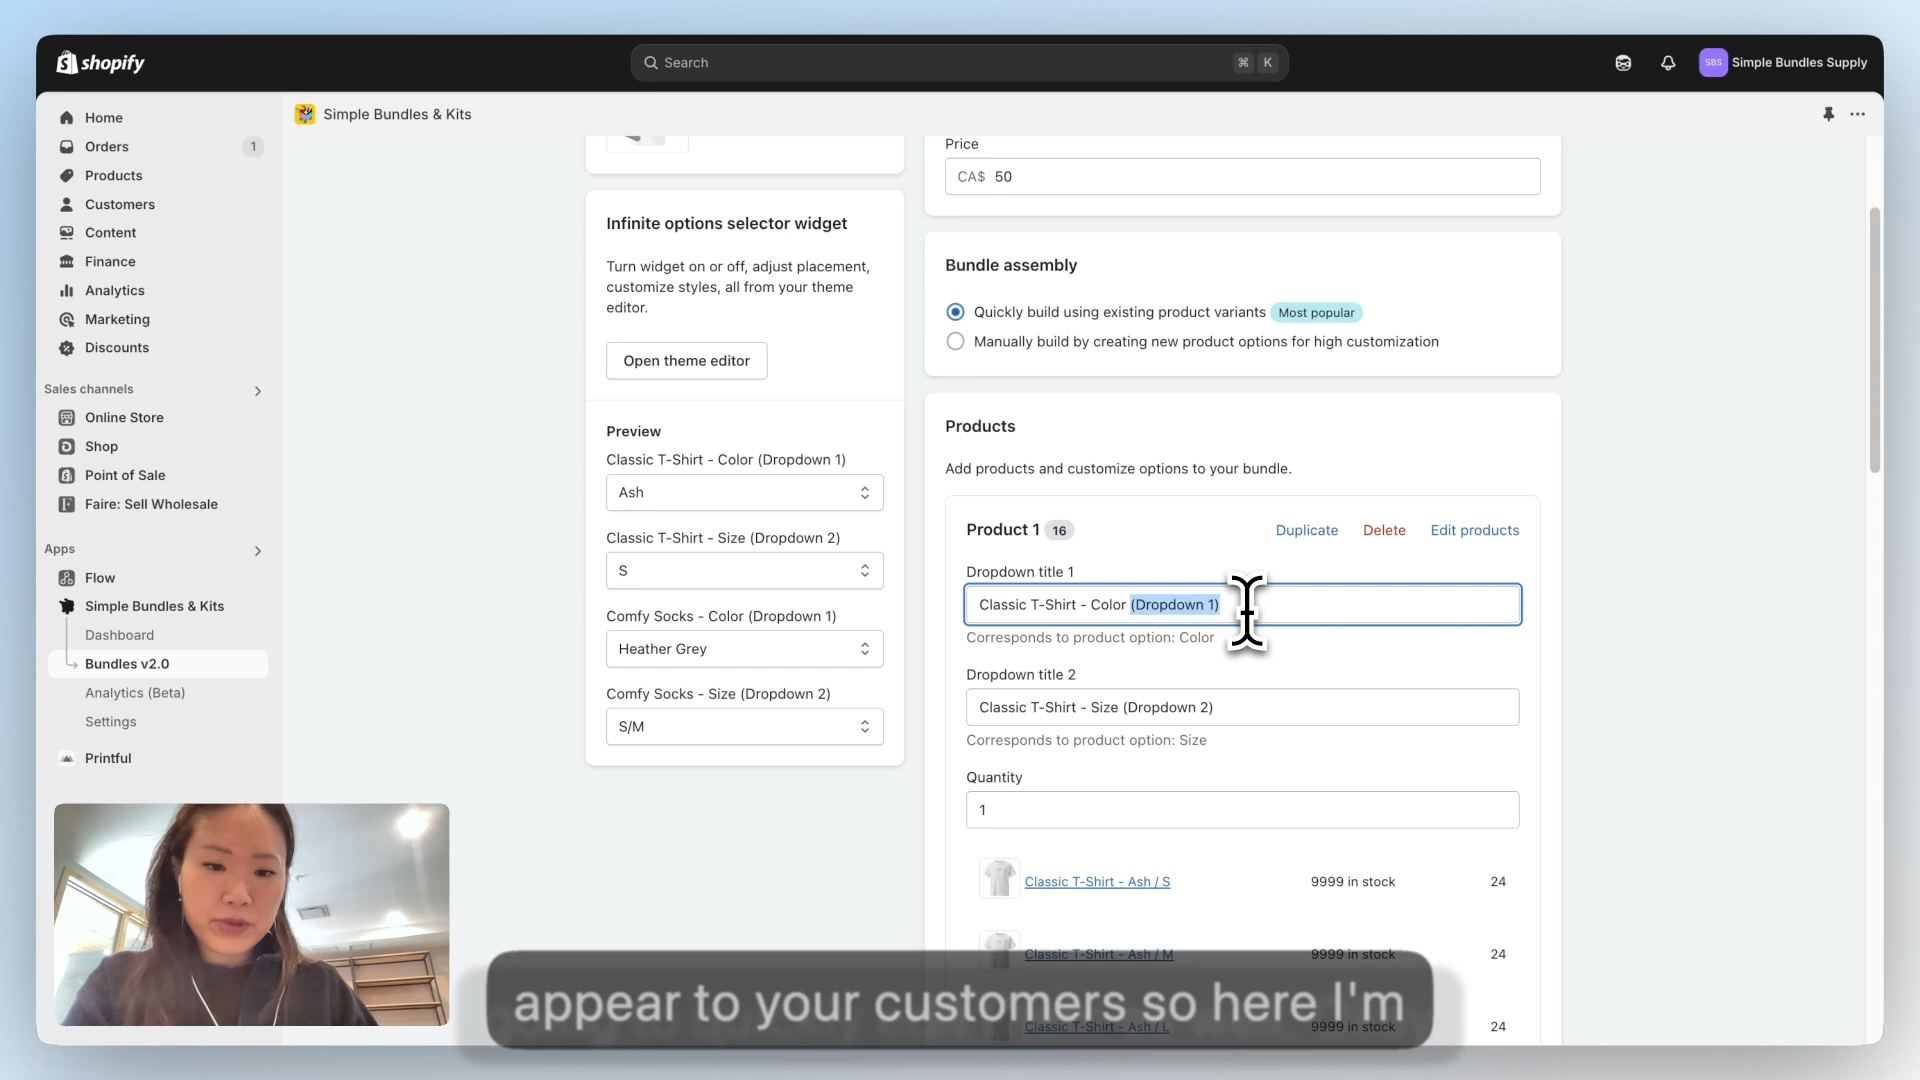 shopify
Search
⌘ K
SBS
Simple Bundles Supply
Home
Orders 1
Products
Customers
Content
Finance
Analytics
Marketing
Discounts
Sales channels
Online Store
Shop
Point of Sale
Faire: Sell Wholesale
Apps
Flow
Simple Bundles & Kits
Dashboard
Bundles v2.0
Analytics (Beta)
Settings
Printful
Simple Bundles & Kits
Infinite options selector widget
Turn widget on or off, adjust placement,
customize styles, all from your theme
editor.
Open theme editor
Preview
Classic T-Shirt - Color (Dropdown 1)
Ash
Classic T-Shirt - Size (Dropdown 2)
S
Comfy Socks - Color (Dropdown 1)
Heather Grey
Comfy Socks - Size (Dropdown 2)
S/M
Price
CA$ 50
Bundle assembly
Quickly build using existing product variants Most popular
Manually build by creating new product options for high customization
Products
Add products and customize options to your bundle.
Product 1 16 Duplicate Delete Edit products
Dropdown title 1
Classic T-Shirt - Color (Dropdown 1)
Corresponds to product option: Color
Dropdown title 2
Classic T-Shirt - Size (Dropdown 2)
Corresponds to product option: Size
Quantity
1
Classic T-Shirt - Ash / S 9999 in stock 24
Classic T-Shirt - Ash / M 9999 in stock 24
Classic T-Shirt - Ash / L 9999 in stock 24
appear to your customers so here I'm